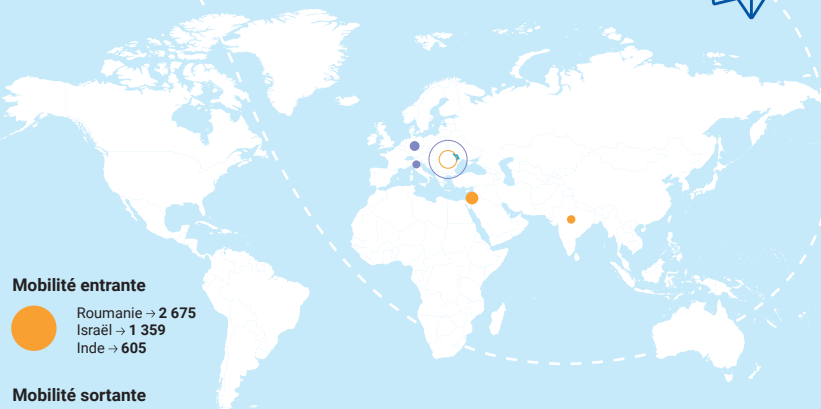 Mobilité entrante
Roumanie → 2 675
Israël → 1 359
Inde → 605
Mobilité sortante